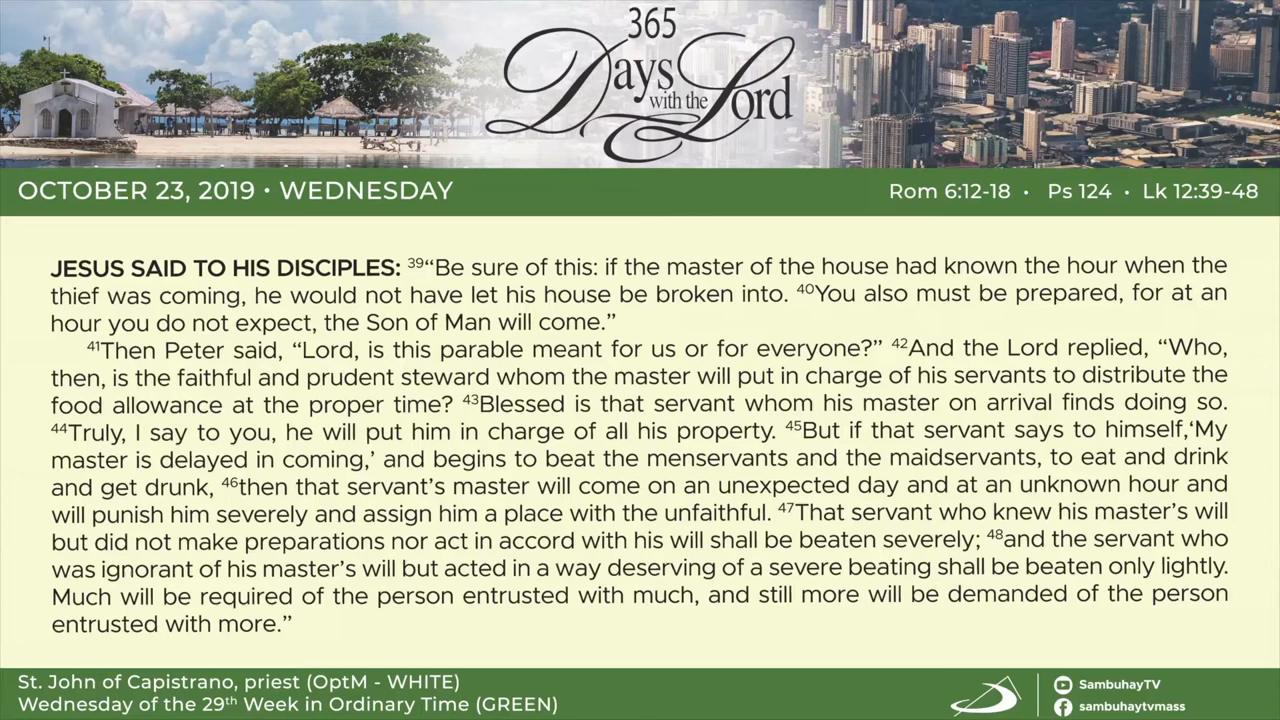 365
Days
with the Lord
OCTOBER 23, 2019 • WEDNESDAY
Rom 6:12-18 • Ps 124 • Lk 12:39-48
JESUS SAID TO HIS DISCIPLES: ³⁹“Be sure of this: if the master of the house had known the hour when the
thief was coming, he would not have let his house be broken into. ⁴⁰You also must be prepared, for at an
hour you do not expect, the Son of Man will come.”
⁴¹Then Peter said, “Lord, is this parable meant for us or for everyone?” ⁴²And the Lord replied, “Who,
then, is the faithful and prudent steward whom the master will put in charge of his servants to distribute the
food allowance at the proper time? ⁴³Blessed is that servant whom his master on arrival finds doing so.
⁴⁴Truly, I say to you, he will put him in charge of all his property. ⁴⁵But if that servant says to himself,‘My
master is delayed in coming,’ and begins to beat the menservants and the maidservants, to eat and drink
and get drunk, ⁴⁶then that servant’s master will come on an unexpected day and at an unknown hour and
will punish him severely and assign him a place with the unfaithful. ⁴⁷That servant who knew his master’s will
but did not make preparations nor act in accord with his will shall be beaten severely; ⁴⁸and the servant who
was ignorant of his master’s will but acted in a way deserving of a severe beating shall be beaten only lightly.
Much will be required of the person entrusted with much, and still more will be demanded of the person
entrusted with more.”
St. John of Capistrano, priest (OptM - WHITE)
Wednesday of the 29ᵗʰ Week in Ordinary Time (GREEN)
SambuhayTV
sambuhaytvmass